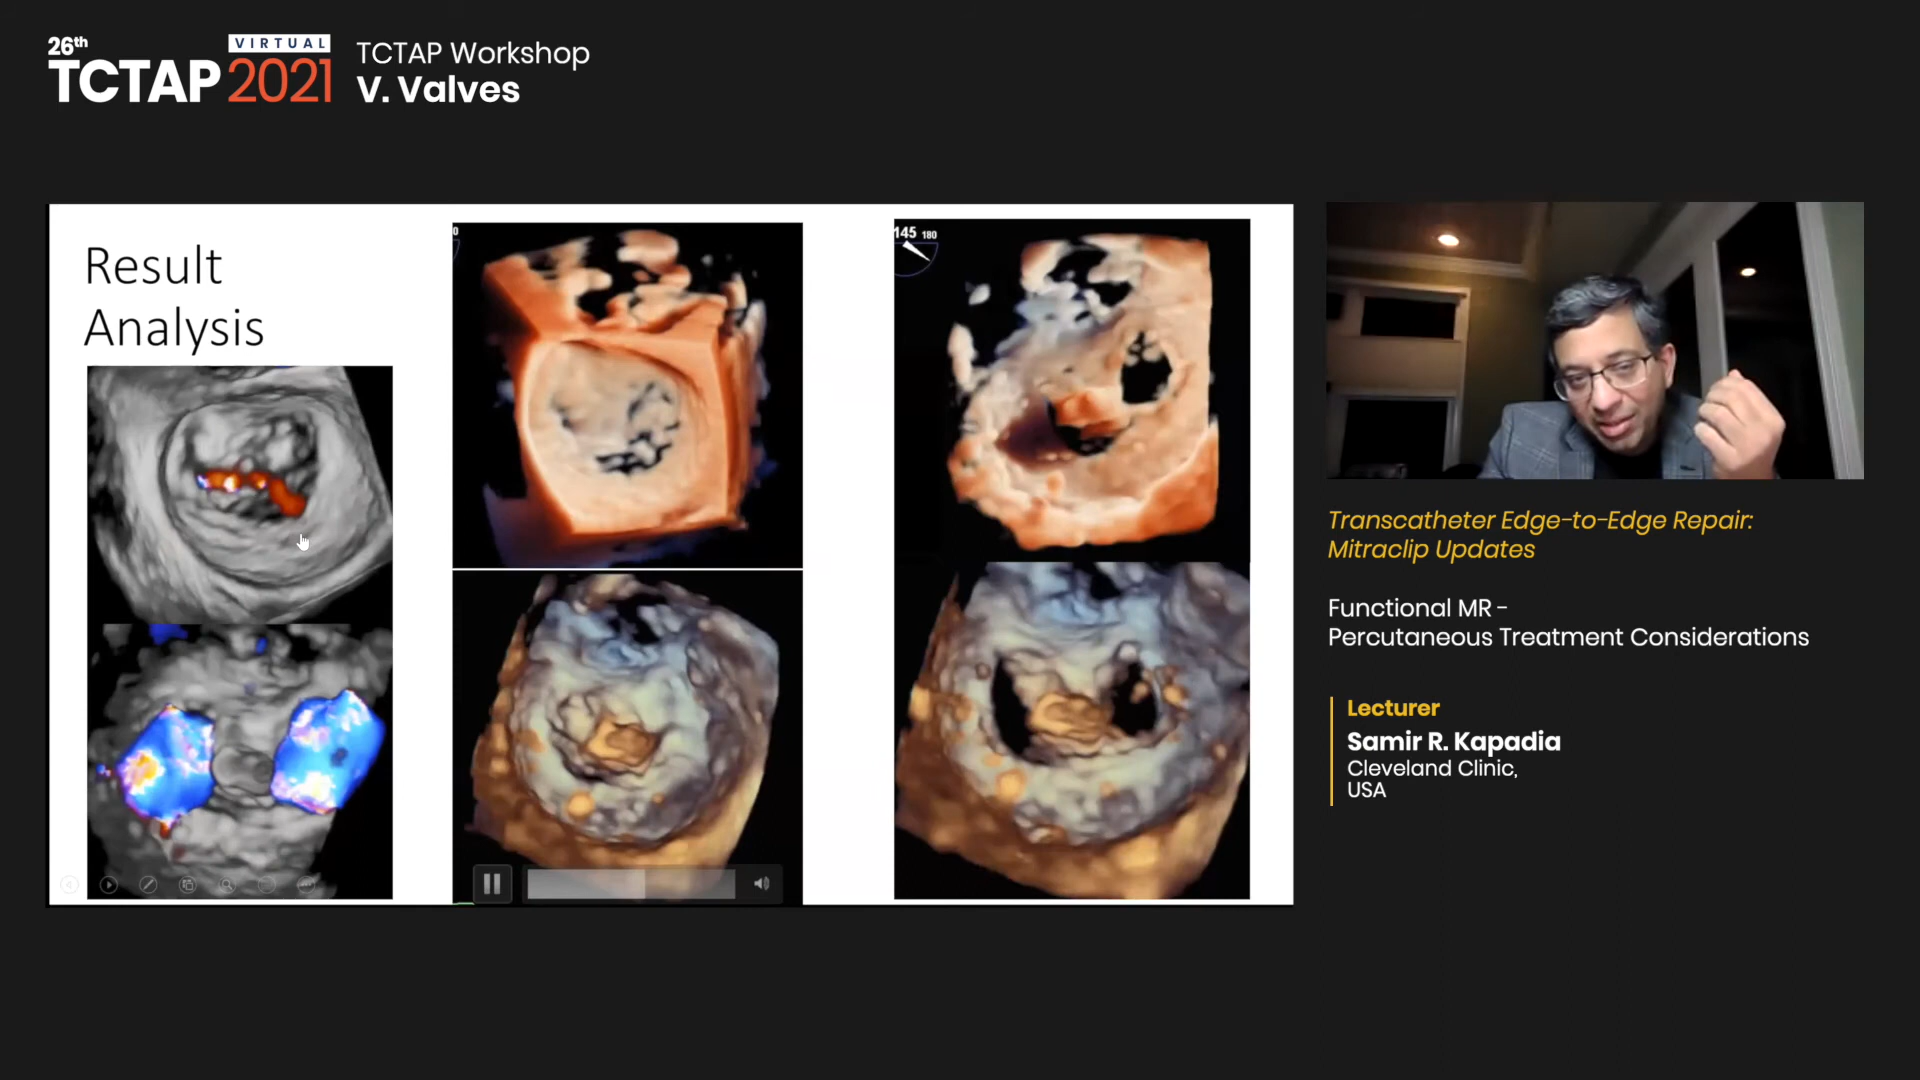 26th
VIRTUAL
TCTAP 2021
TCTAP Workshop
V. Valves
Result
Analysis
0
145 180
Transcatheter Edge-to-Edge Repair:
Mitraclip Updates
Functional MR -
Percutaneous Treatment Considerations
Lecturer
Samir R. Kapadia
Cleveland Clinic,
USA